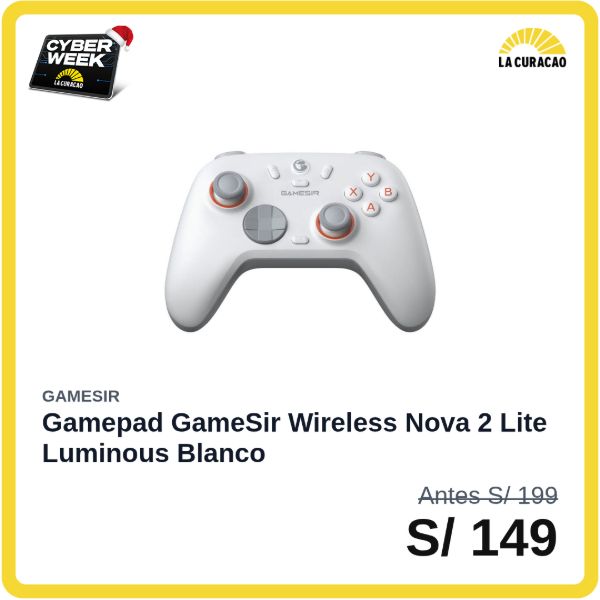 CYBER
WEEK
LA CURACAO
LA CURACAO
GAMESIR
Y
X
B
A
GAMESIR
Gamepad GameSir Wireless Nova 2 Lite
Luminous Blanco
Antes S/ 199
S/ 149